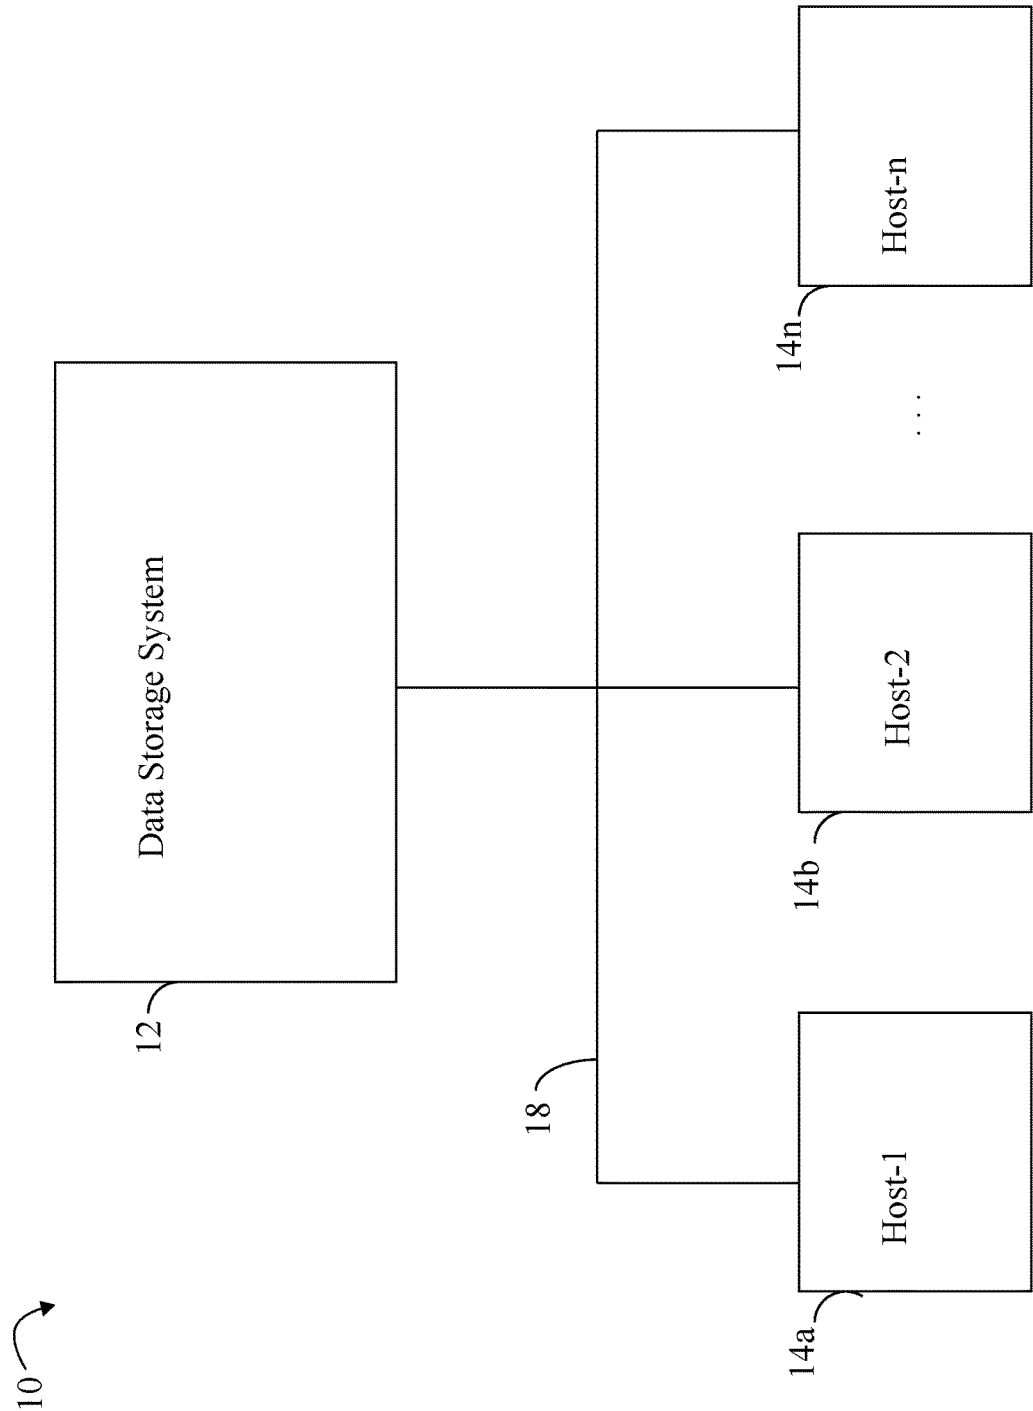 10
12
Data Storage System
18
14a
Host-1
14b
Host-2
. . .
14n
Host-n